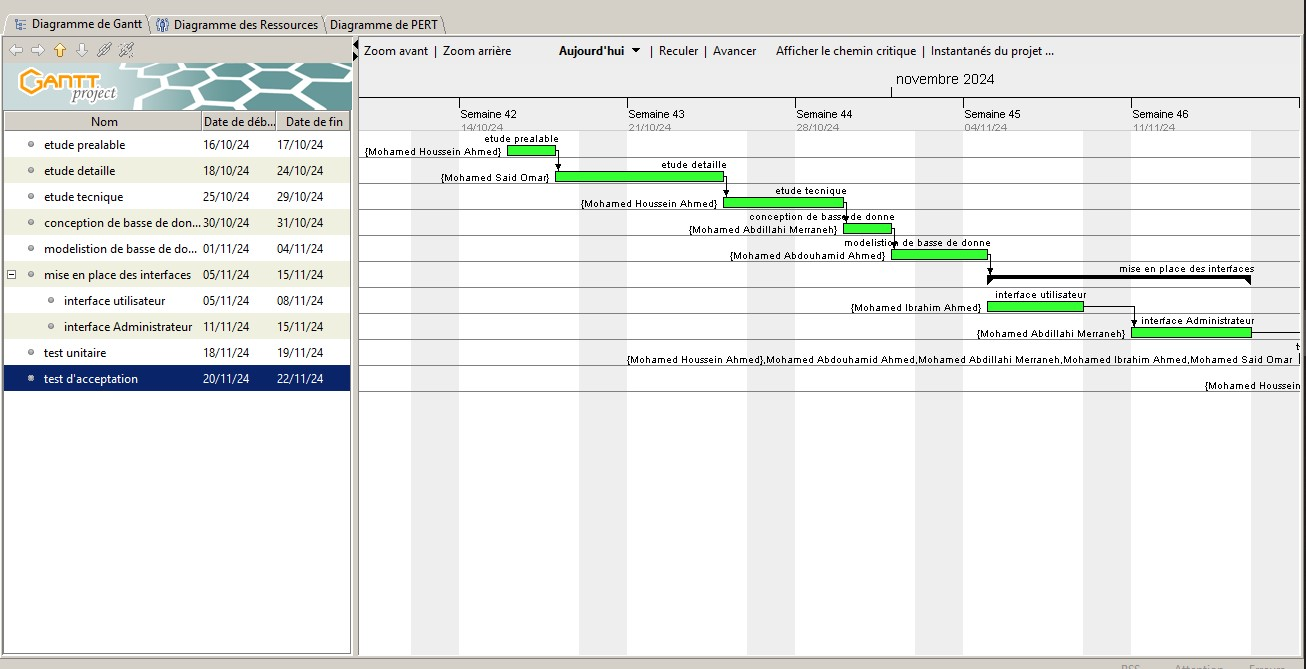 Diagramme de Gantt Diagramme des Ressources Diagramme de PERT
Zoom avant | Zoom arrière Aujourd'hui | Reculer | Avancer Afficher le chemin critique | Instantanés du projet ...
GANTT project
novembre 2024
Nom Date de déb... Date de fin
Semaine 42 Semaine 43 Semaine 44 Semaine 45 Semaine 46
14/10/24 21/10/24 28/10/24 04/11/24 11/11/24
etude prealable 16/10/24 17/10/24
etude detaille 18/10/24 24/10/24
etude tecnique 25/10/24 29/10/24
conception de basse de don... 30/10/24 31/10/24
modelistion de basse de do... 01/11/24 04/11/24
mise en place des interfaces 05/11/24 15/11/24
interface utilisateur 05/11/24 08/11/24
interface Administrateur 11/11/24 15/11/24
test unitaire 18/11/24 19/11/24
test d'acceptation 20/11/24 22/11/24
etude prealable
{Mohamed Houssein Ahmed}
etude detaille
{Mohamed Said Omar}
etude tecnique
{Mohamed Houssein Ahmed}
conception de basse de donne
{Mohamed Abdillahi Merraneh}
modelistion de basse de donne
{Mohamed Abdouhamid Ahmed}
mise en place des interfaces
interface utilisateur
{Mohamed Ibrahim Ahmed}
interface Administrateur
{Mohamed Abdillahi Merraneh}
t
{Mohamed Houssein Ahmed},Mohamed Abdouhamid Ahmed,Mohamed Abdillahi Merraneh,Mohamed Ibrahim Ahmed,Mohamed Said Omar
{Mohamed Houssein